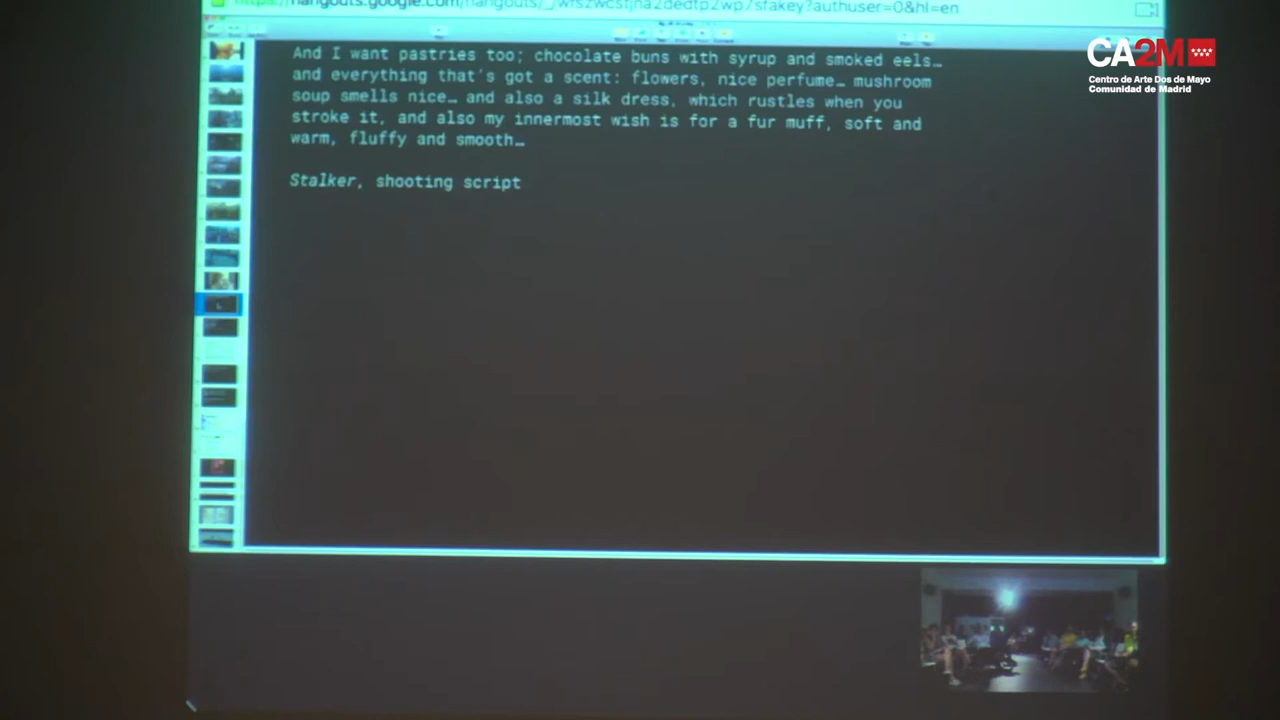 And I want pastries too; chocolate buns with syrup and smoked eels…
and everything that's got a scent: flowers, nice perfume… mushroom
soup smells nice… and also a silk dress, which rustles when you
stroke it, and also my innermost wish is for a fur muff, soft and
warm, fluffy and smooth…
Stalker, shooting script
CA2M
Centro de Arte Dos de Mayo
Comunidad de Madrid